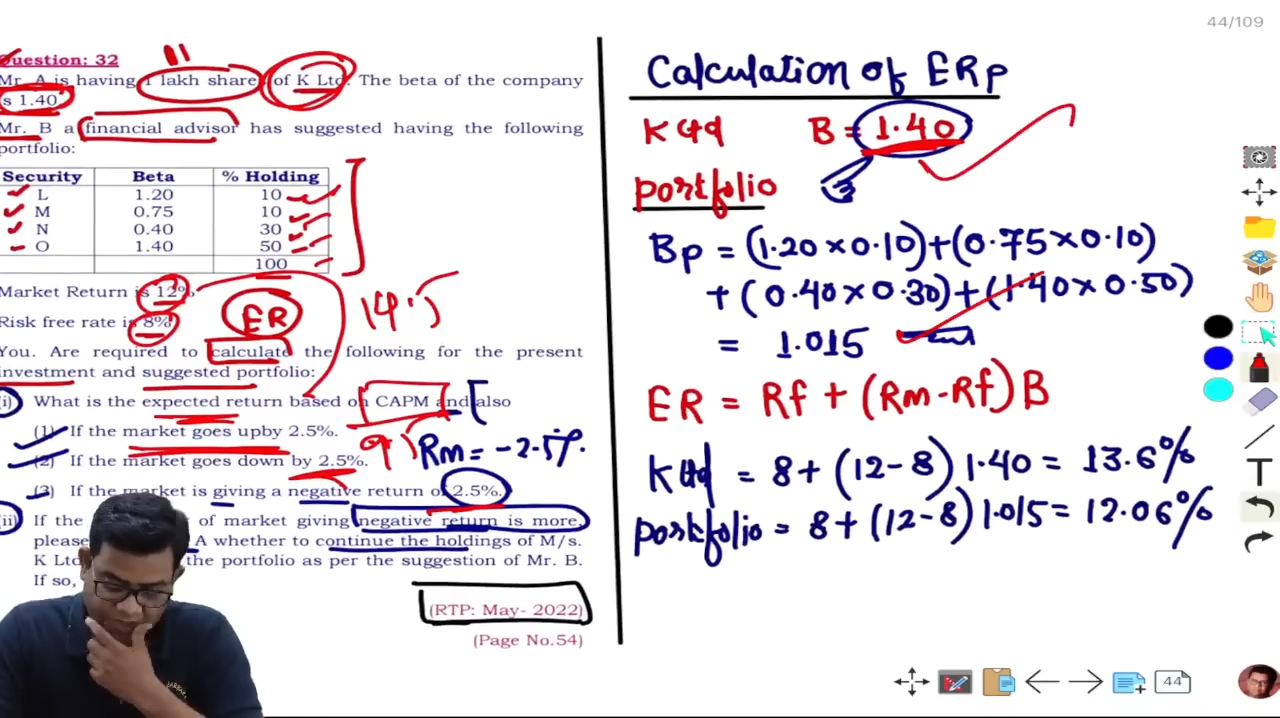 44/109
Question: 32
Mr. A is having 1 lakh share of K Ltd. The beta of the company
is 1.40
Mr. B a financial advisor has suggested having the following
portfolio:
Security Beta % Holding
L 1.20 10
M 0.75 10
N 0.40 30
O 1.40 50
100
Market Return is 12%
Risk free rate is 8%
ER
14.5
You. Are required to calculate the following for the present
investment and suggested portfolio:
(i) What is the expected return based on CAPM and also
(1) If the market goes upby 2.5%.
9.5
Rm = -2.5%
(2) If the market goes down by 2.5%.
(3) If the market is giving a negative return of 2.5%.
(ii) If the of market giving negative return is more,
please A whether to continue the holdings of M/s.
K Ltd the portfolio as per the suggestion of Mr. B.
If so,
(RTP: May- 2022)
(Page No.54)
Calculation of ERp
K Ltd B = 1.40
Portfolio
Bp = (1.20 x 0.10) + (0.75 x 0.10)
+ (0.40 x 0.30) + (1.40 x 0.50)
= 1.015
ER = Rf + (Rm - Rf) B
K Ltd = 8 + (12 - 8) 1.40 = 13.6%
Portfolio = 8 + (12 - 8) 1.015 = 12.06%
44